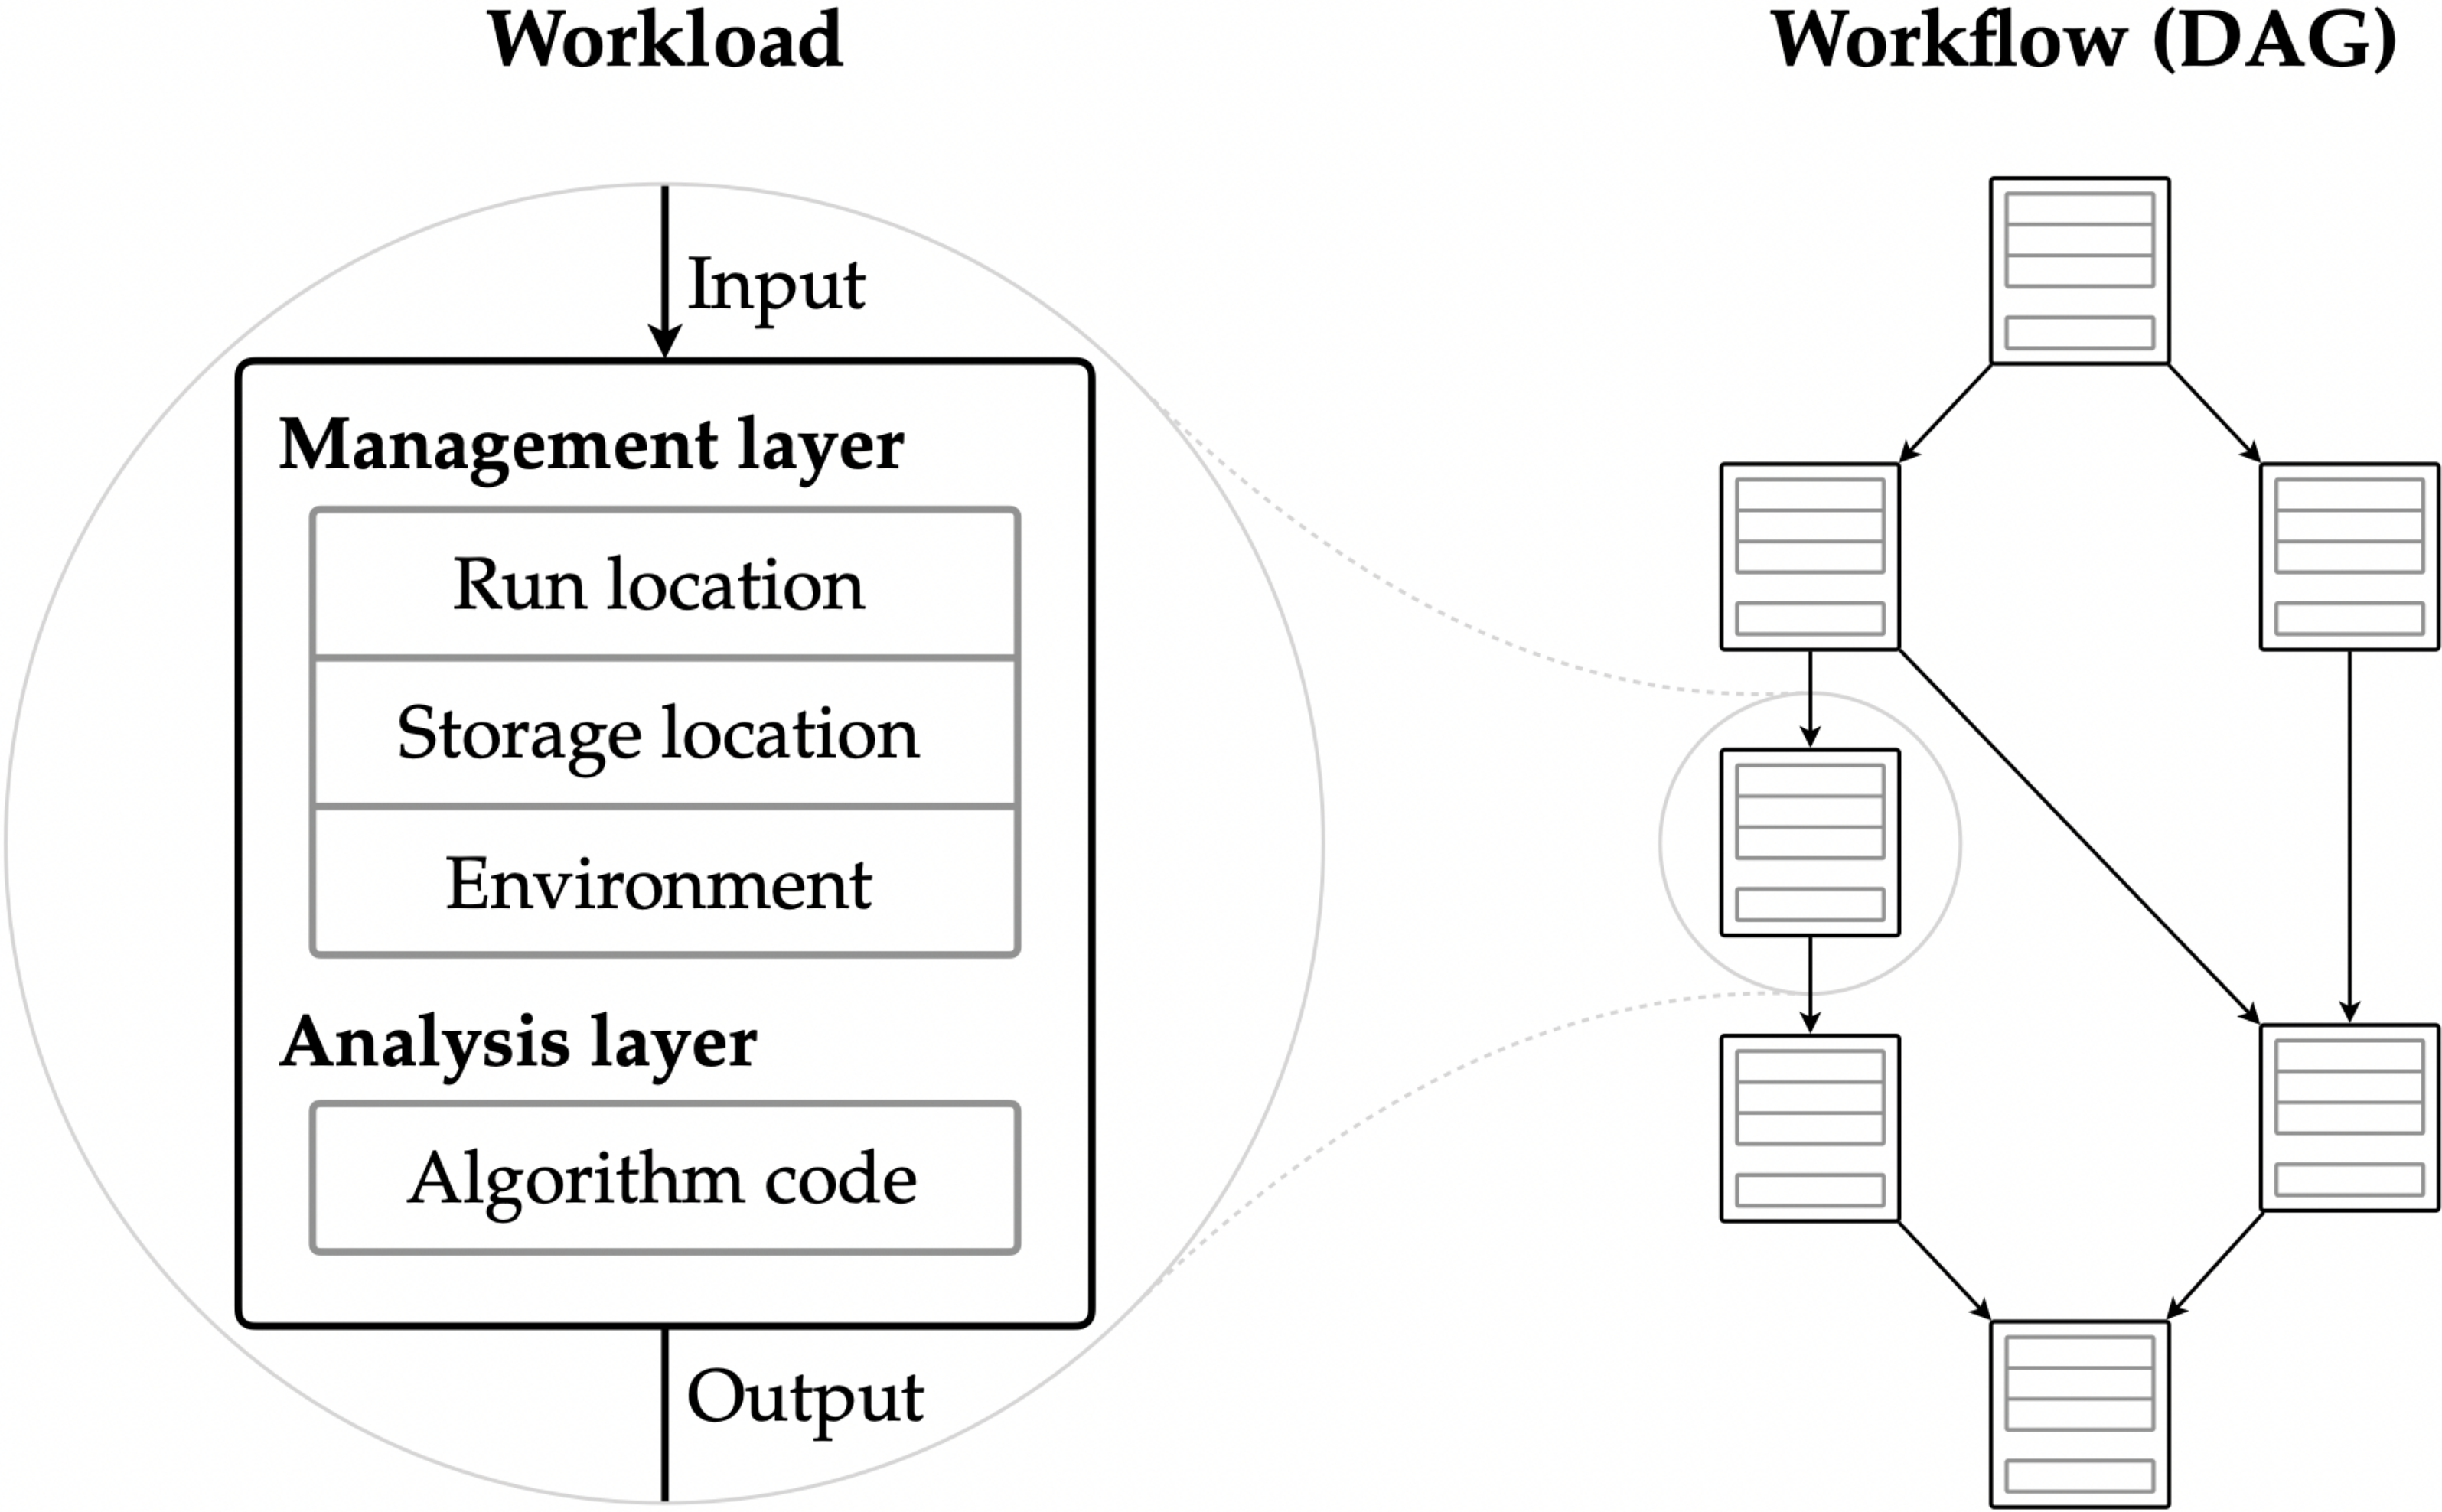 Workload
Workflow (DAG)
Input
Management layer
Run location
Storage location
Environment
Analysis layer
Algorithm code
Output